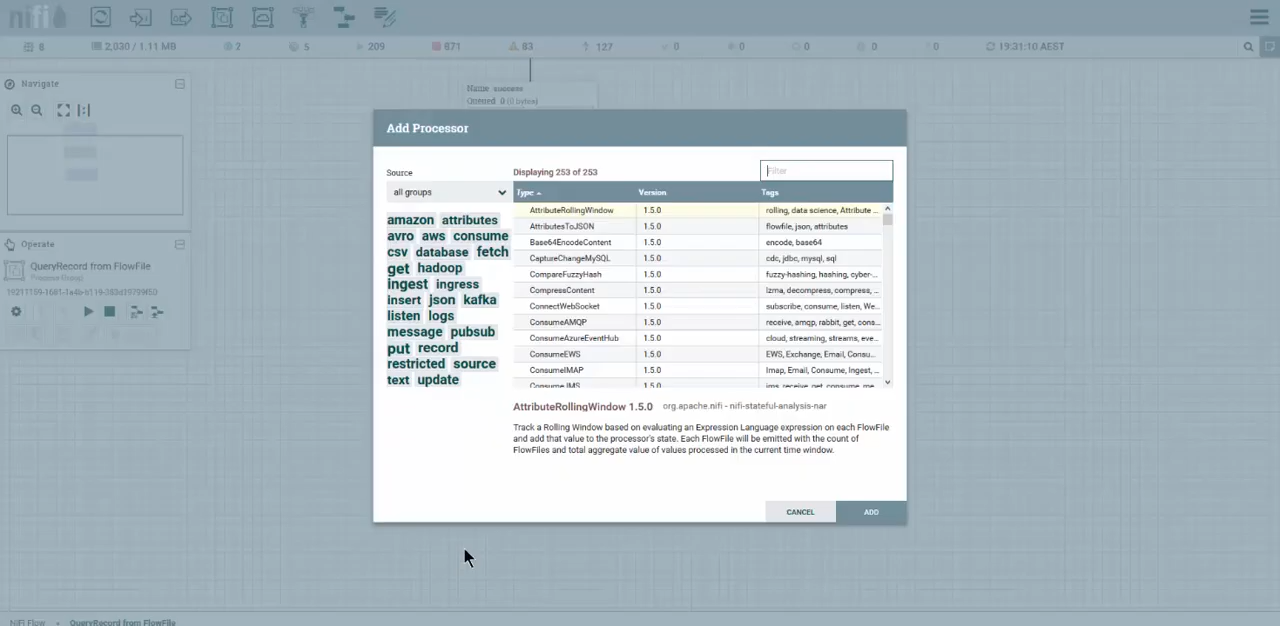 nifi
8 2,030 / 1.11 MB 2 5 209 871 83 127 0 0 0 0 0 19:31:10 AEST
Navigate
Name success
Queued 0 (0 bytes)
Operate
QueryRecord from FlowFile
Process Group
Add Processor
Source
Displaying 253 of 253
Filter
all groups
Type
Version
Tags
amazon attributes
avro aws consume
csv database fetch
get hadoop
ingest ingress
insert json kafka
listen logs
message pubsub
put record
restricted source
text update
AttributeRollingWindow 1.5.0 rolling, data science, Attribute ...
AttributesToJSON 1.5.0 flowfile, json, attributes
Base64EncodeContent 1.5.0 encode, base64
CaptureChangeMySQL 1.5.0 cdc, jdbc, mysql, sql
CompareFuzzyHash 1.5.0 fuzzy-hashing, hashing, cyber-...
CompressContent 1.5.0 lzma, decompress, compress, ...
ConnectWebSocket 1.5.0 subscribe, consume, listen, We...
ConsumeAMQP 1.5.0 receive, amqp, rabbit, get, cons...
ConsumeAzureEventHub 1.5.0 cloud, streaming, streams, eve...
ConsumeEWS 1.5.0 EWS, Exchange, Email, Consu...
ConsumeIMAP 1.5.0 Imap, Email, Consume, Ingest, ...
ConsumeJMS 1.5.0 jms, receive, get, consume, me...
AttributeRollingWindow 1.5.0 org.apache.nifi - nifi-stateful-analysis-nar
Track a Rolling Window based on evaluating an Expression Language expression on each FlowFile
and add that value to the processor's state. Each FlowFile will be emitted with the count of
FlowFiles and total aggregate value of values processed in the current time window.
CANCEL
ADD
NiFi Flow
QueryRecord from FlowFile